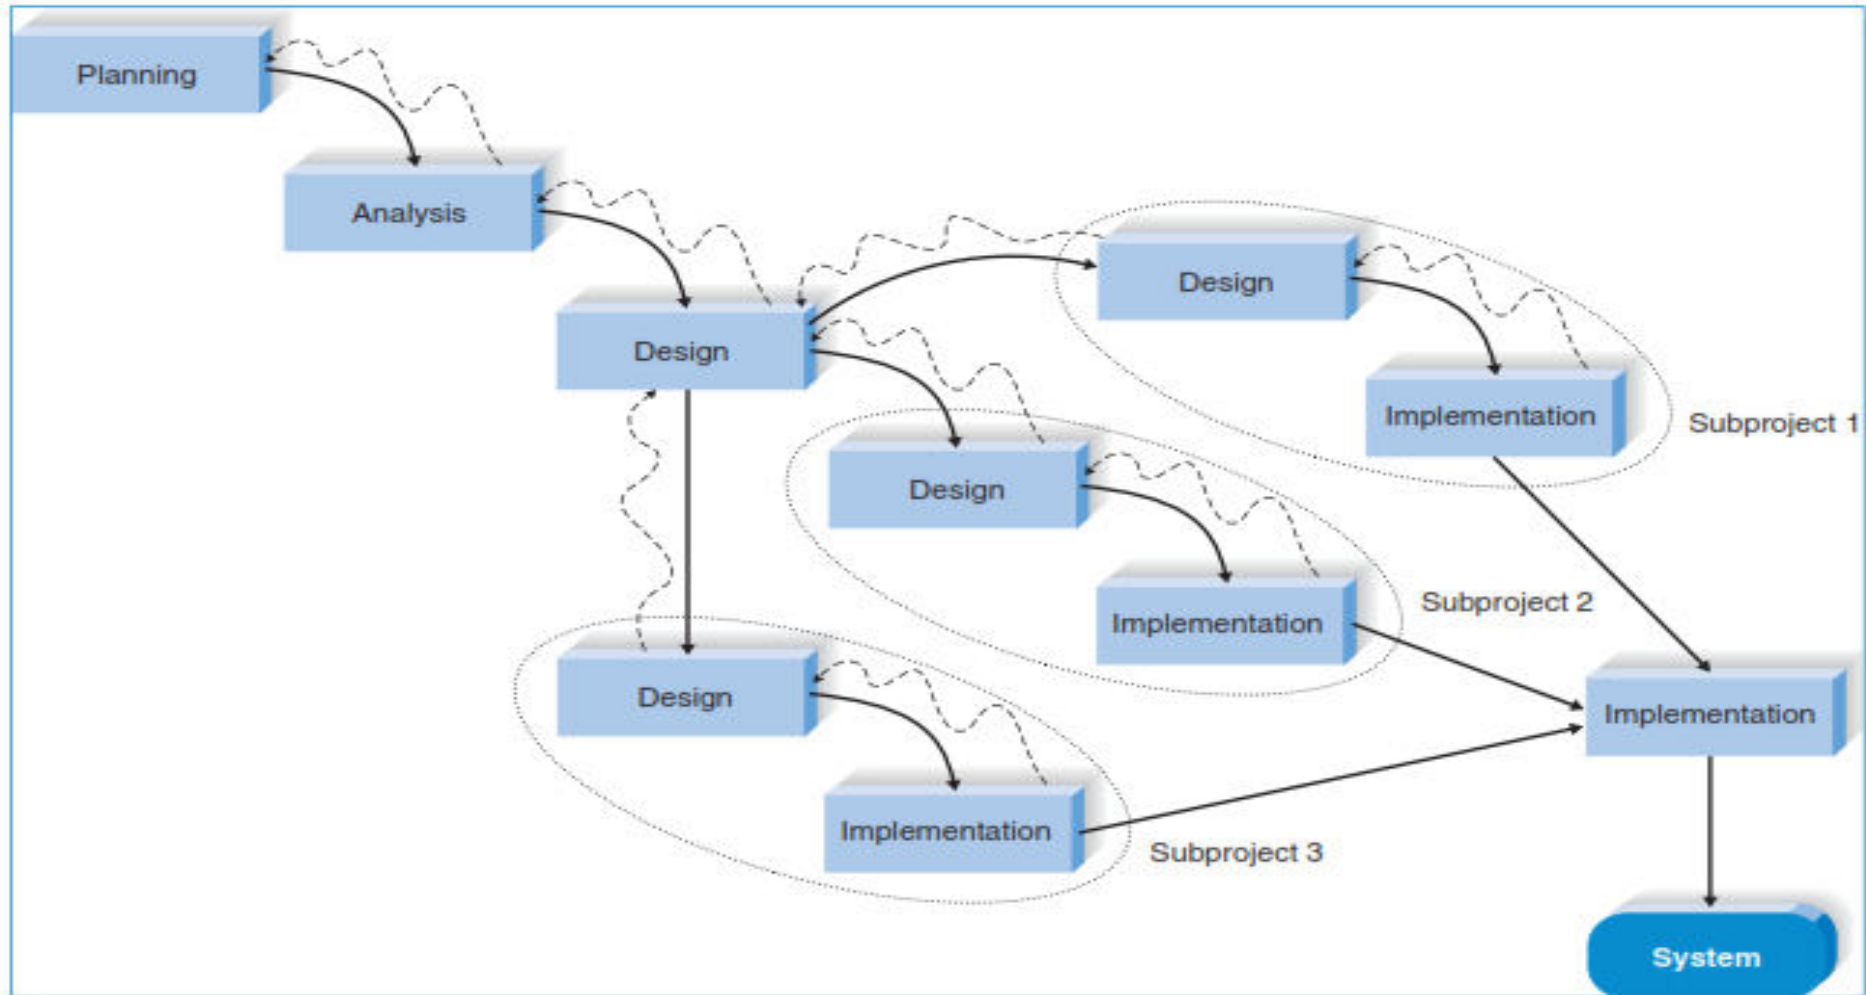 Planning
Analysis
Design
Design
Implementation
Subproject 1
Design
Implementation
Subproject 2
Design
Implementation
Subproject 3
Implementation
System